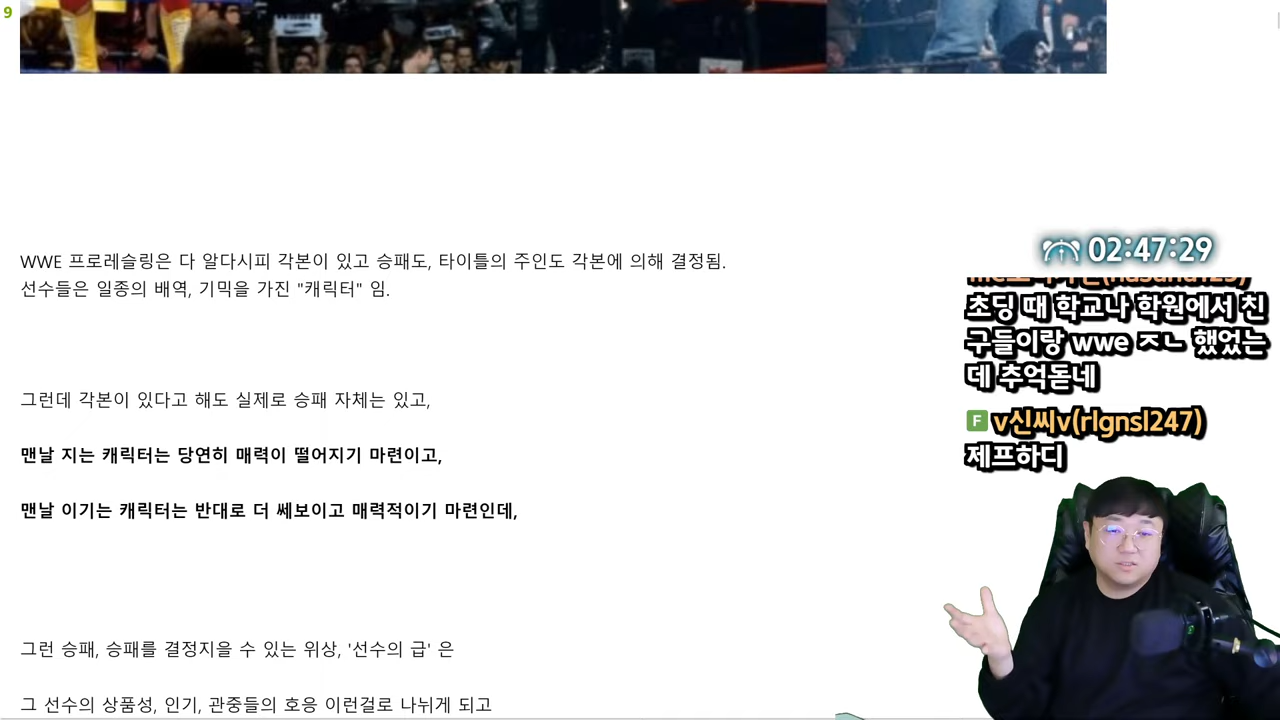 9
WWE 프로레슬링은 다 알다시피 각본이 있고 승패도, 타이틀의 주인도 각본에 의해 결정됨.
선수들은 일종의 배역, 기믹을 가진 "캐릭터" 임.
그런데 각본이 있다고 해도 실제로 승패 자체는 있고,
맨날 지는 캐릭터는 당연히 매력이 떨어지기 마련이고,
맨날 이기는 캐릭터는 반대로 더 쎄보이고 매력적이기 마련인데,
그런 승패, 승패를 결정지을 수 있는 위상, '선수의 급' 은
그 선수의 상품성, 인기, 관중들의 호응 이런걸로 나뉘게 되고
02:47:29
초딩 때 학교나 학원에서 친
구들이랑 wwe ㅈㄴ 했었는
데 추억돋네
F v신씨v(rlgnsl247)
제프하디